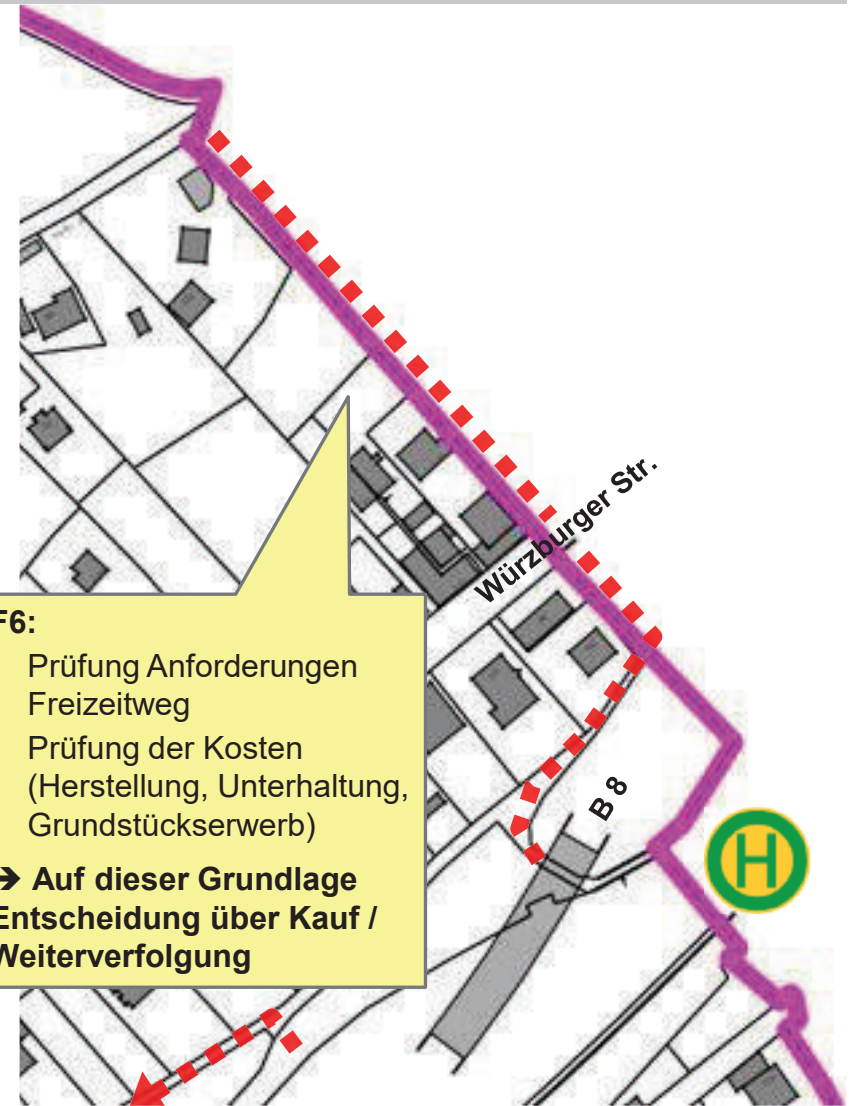 Würzburger Str.
F6:
Prüfung Anforderungen
Freizeitweg
Prüfung der Kosten
(Herstellung, Unterhaltung,
Grundstückserwerb)
➔ Auf dieser Grundlage
Entscheidung über Kauf /
Weiterverfolgung
B 8
H